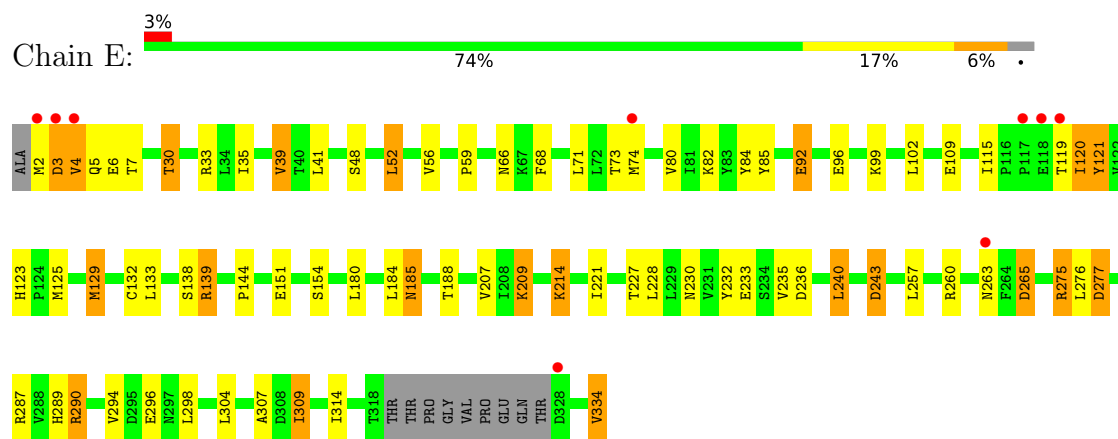 3%
Chain E:
74% 17% 6% •
ALA M2 D3 V4 Q5 E6 T7 T30 R33 L34 I35 V39 T40 L41 S48 L52 V56 P59 N66 K67 F68 L71 L72 T73 M74 V80 I81 K82 Y83 Y84 Y85 E92 E96 K99 L102 E109 I115 P116 P117 E118 T119 I120 Y121 V122
H123 P124 M125 M129 C132 L133 S138 R139 P144 E151 S154 L180 L184 N185 T188 V207 I208 K209 K214 I221 T227 L228 L229 N230 V231 Y232 E233 S234 V235 D236 L240 D243 L257 R260 N263 F264 D265 R275 L276 D277
R287 V288 H289 R290 V294 D295 E296 N297 L298 L304 A307 D308 I309 I314 T318 THR THR PRO GLY VAL PRO GLU GLN THR D328 V334